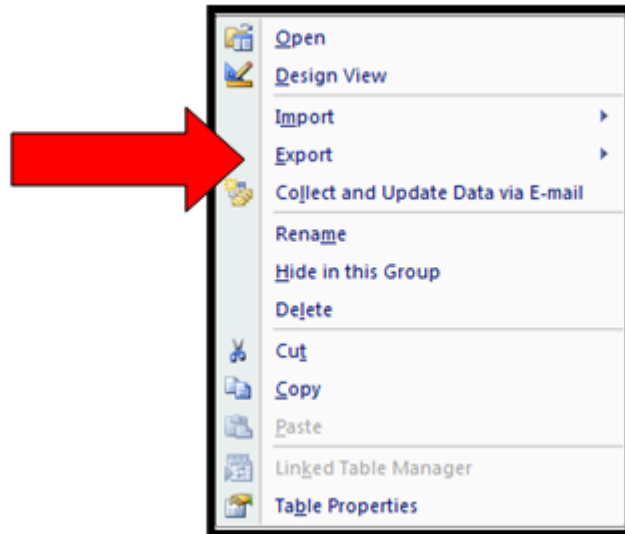 Open
Design View
Import
Export
Collect and Update Data via E-mail
Rename
Hide in this Group
Delete
Cut
Copy
Paste
Linked Table Manager
Table Properties